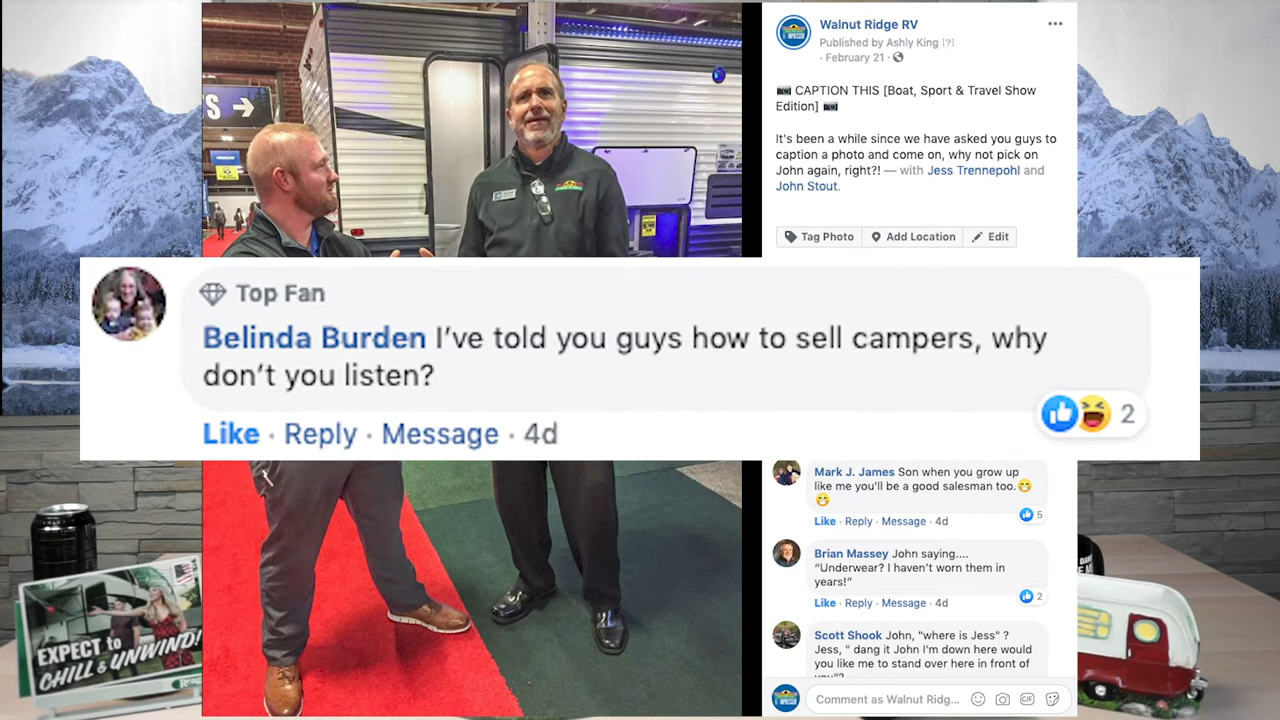 S →
Walnut Ridge RV
Published by Ashly King [?]
· February 21 ·
CAPTION THIS [Boat, Sport & Travel Show
Edition]
It's been a while since we have asked you guys to
caption a photo and come on, why not pick on
John again, right?! — with Jess Trennepohl and
John Stout.
Tag Photo
Add Location
Edit
Top Fan
Belinda Burden I've told you guys how to sell campers, why
don't you listen?
Like · Reply · Message · 4d
2
Mark J. James Son when you grow up
like me you'll be a good salesman too.
Like · Reply · Message · 4d
5
Brian Massey John saying....
"Underwear? I haven't worn them in
years!"
Like · Reply · Message · 4d
2
Scott Shook John, "where is Jess" ?
Jess, " dang it John I'm down here would
you like me to stand over here in front of
you"?
Comment as Walnut Ridg...
GIF
EXPECT to
CHILL & UNWIND!